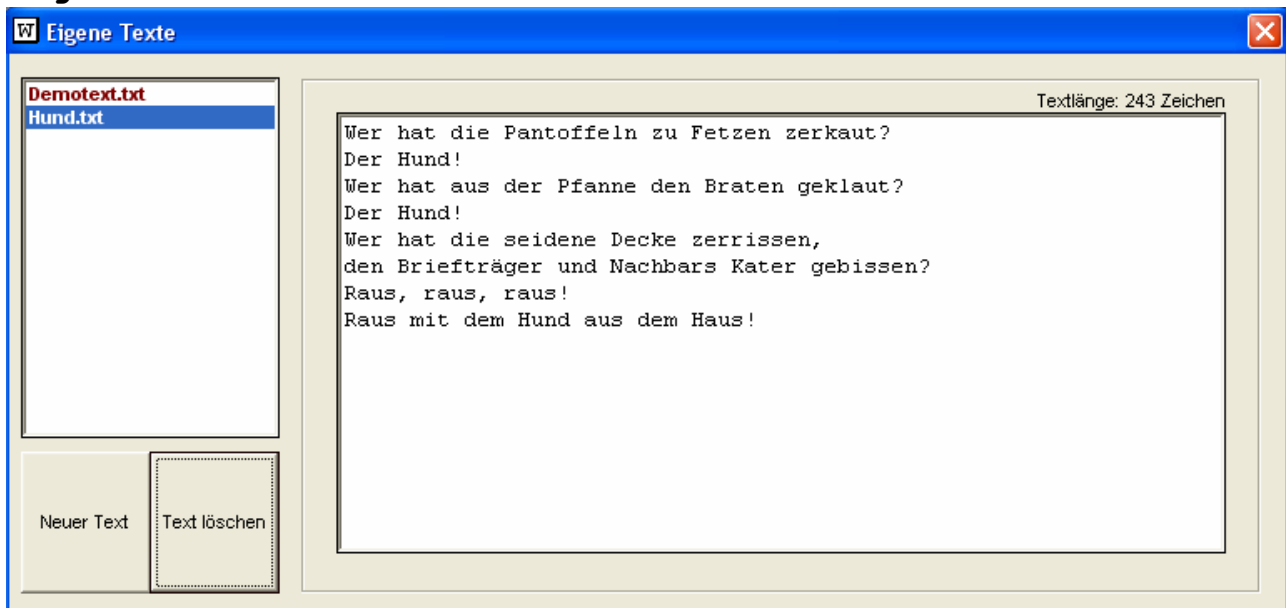 Eigene Texte
Demotext.txt
Hund.txt
Textlänge: 243 Zeichen
Wer hat die Pantoffeln zu Fetzen zerkaut?
Der Hund!
Wer hat aus der Pfanne den Braten geklaut?
Der Hund!
Wer hat die seidene Decke zerrissen,
den Briefträger und Nachbars Kater gebissen?
Raus, raus, raus!
Raus mit dem Hund aus dem Haus!
Neuer Text
Text löschen